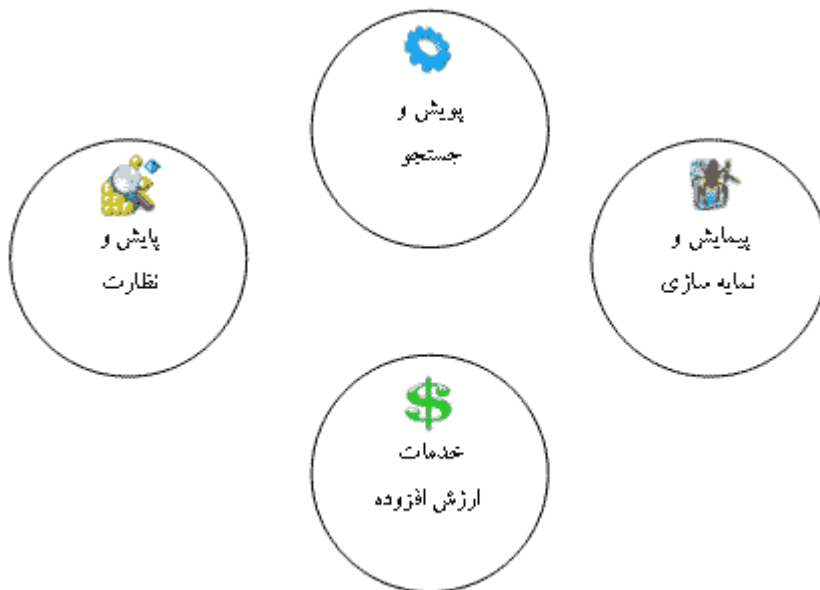 پویش و
جستجو
پیمایش و
نمایه سازی
پایش و
نظارت
خدمات
ارزش افزوده